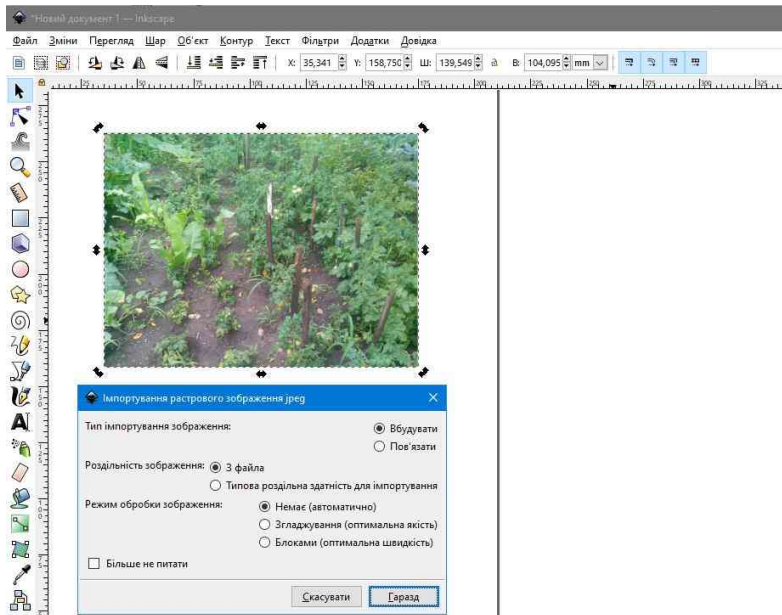 *Новий документ 1 — Inkscape
Файл Зміни Перегляд Шар Об'єкт Контур Текст Фільтри Додатки Довідка
X: 35,341 Y: 158,750 Ш: 139,549 В: 104,095 mm
Імпортування растрового зображення jpeg
Тип імпортування зображення: Вбудувати
Пов'язати
Роздільність зображення: З файла
Типова роздільна здатність для імпортування
Режим обробки зображення: Немає (автоматично)
Згладжування (оптимальна якість)
Блоками (оптимальна швидкість)
Більше не питати
Скасувати Гаразд